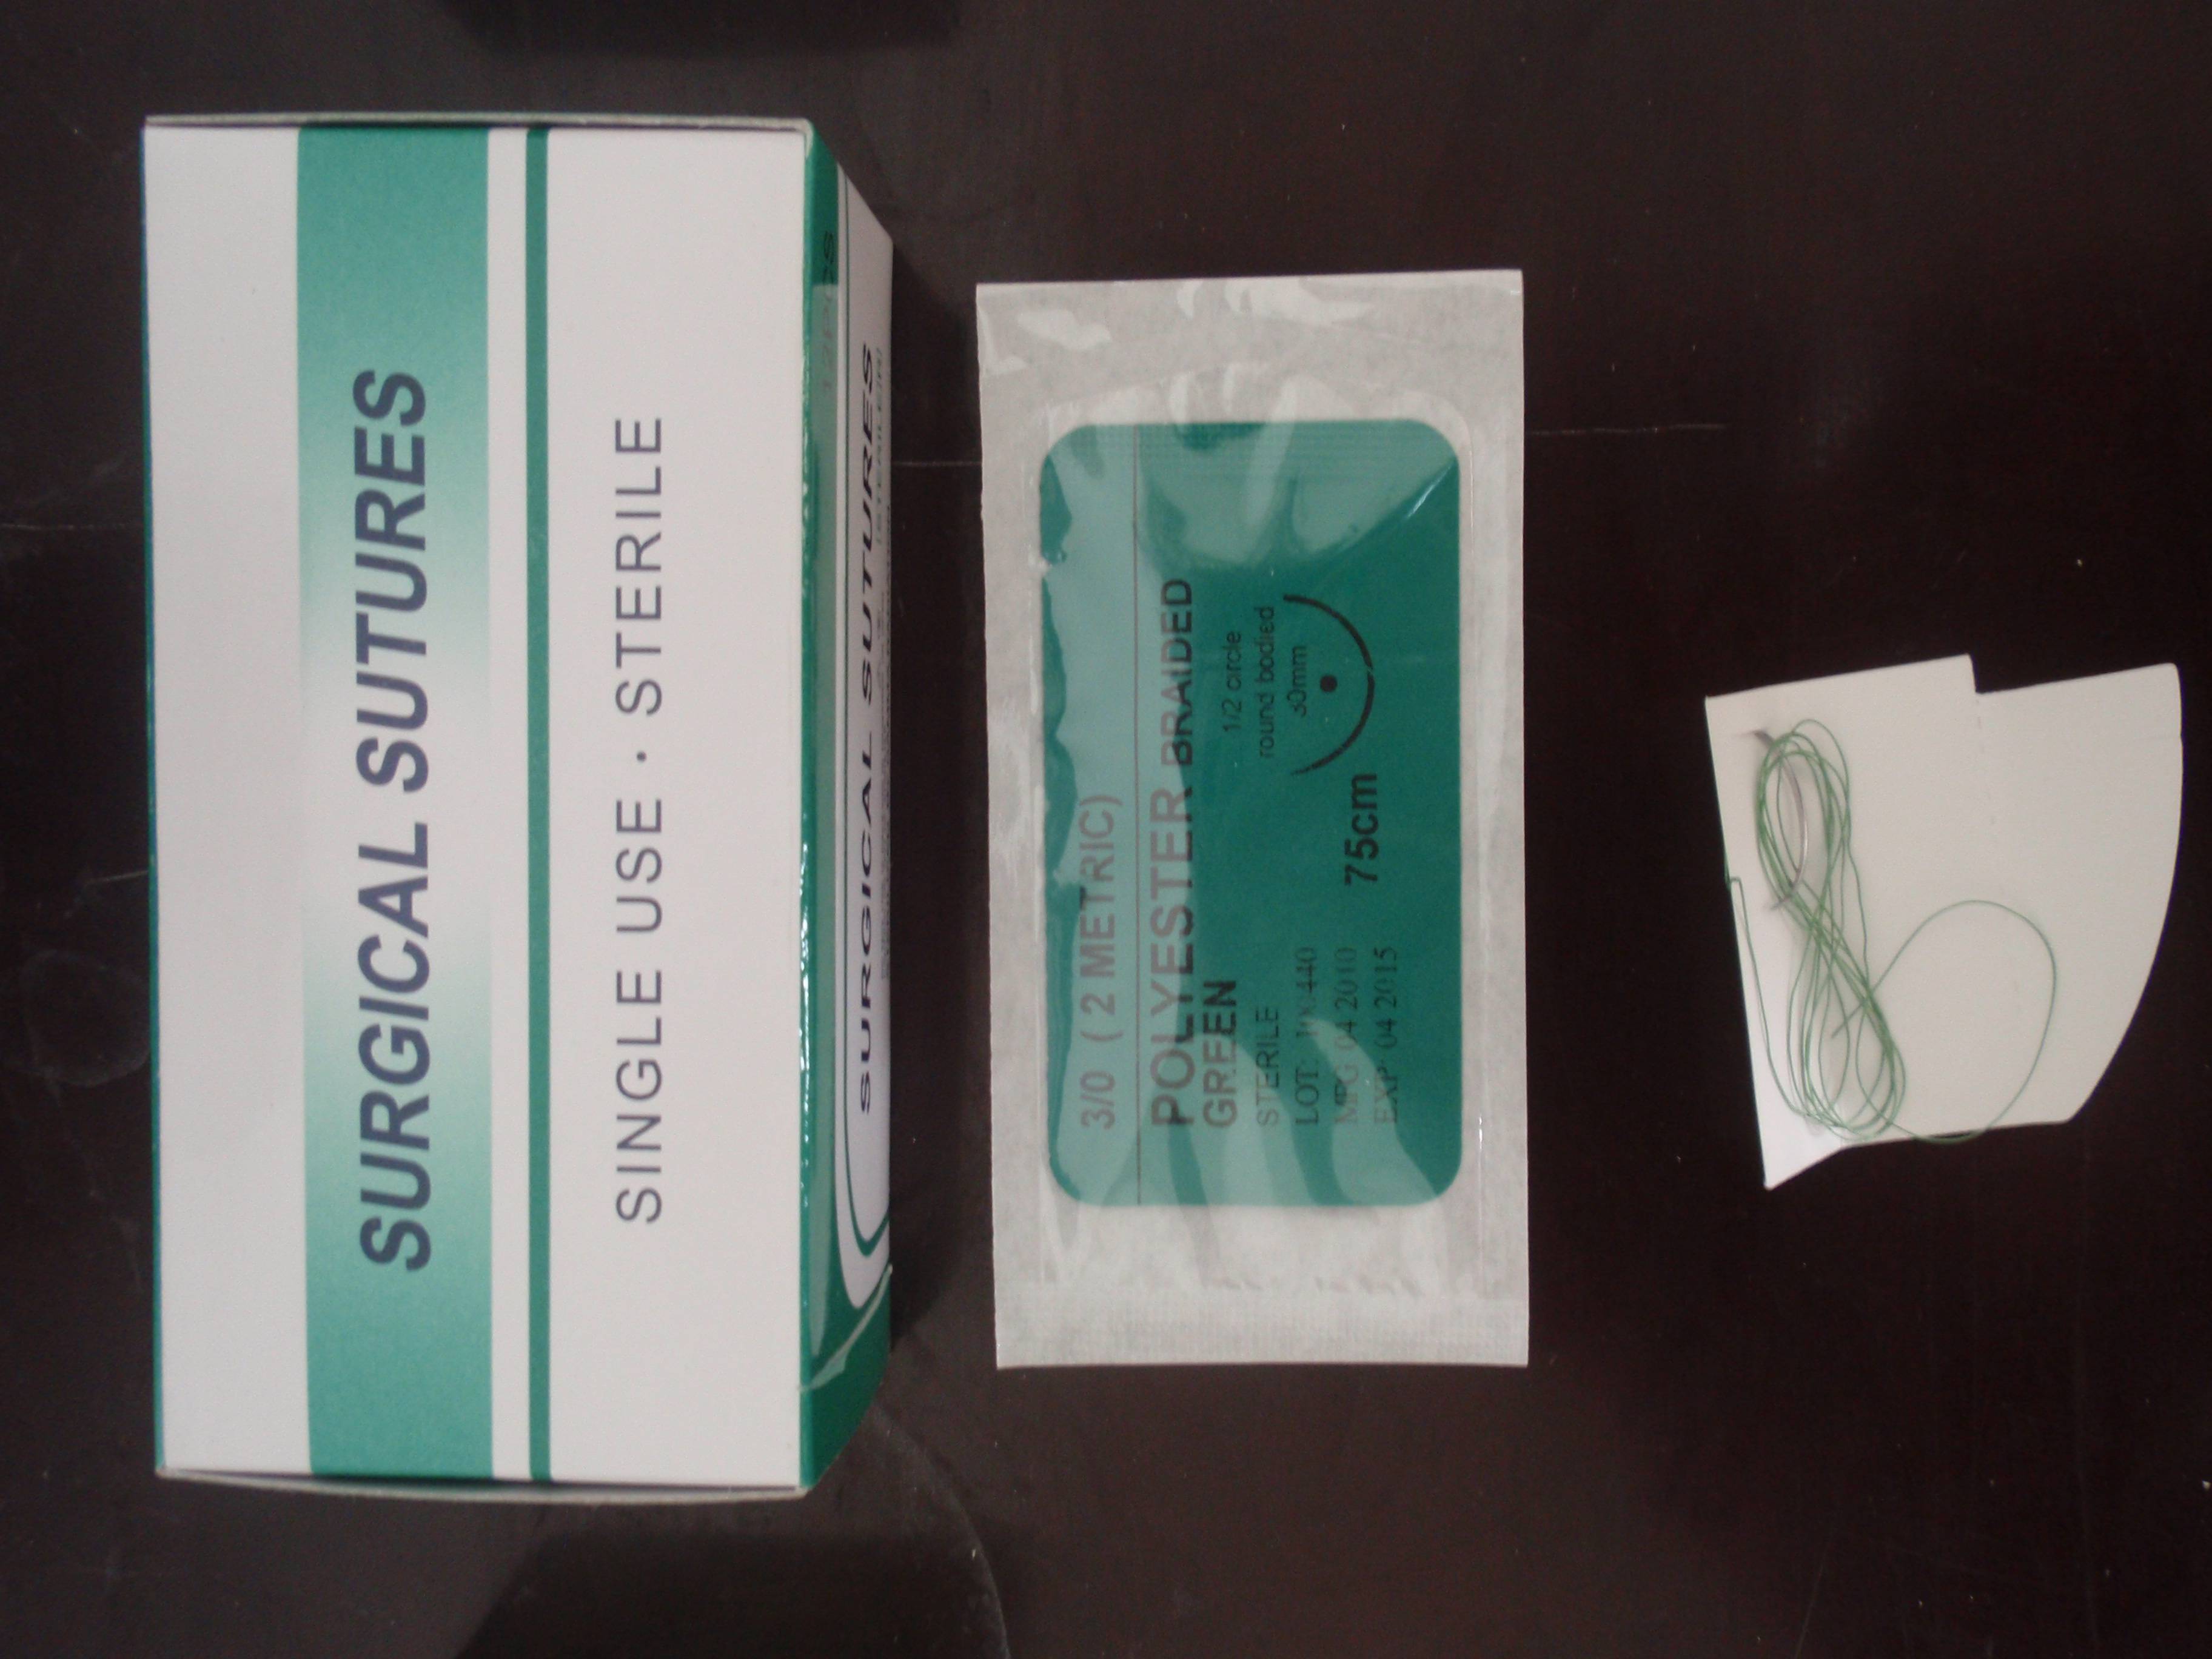 SURGICAL SUTURES
SINGLE USE · STERILE
12PCS
SURGICAL SUTURES
3/0 ( 2 METRIC)
POLYESTER BRAIDED
GREEN
1/2 circle
round bodied
30mm
STERILE
LOT:
MFG 04 2010
EXP 04 2015
75cm